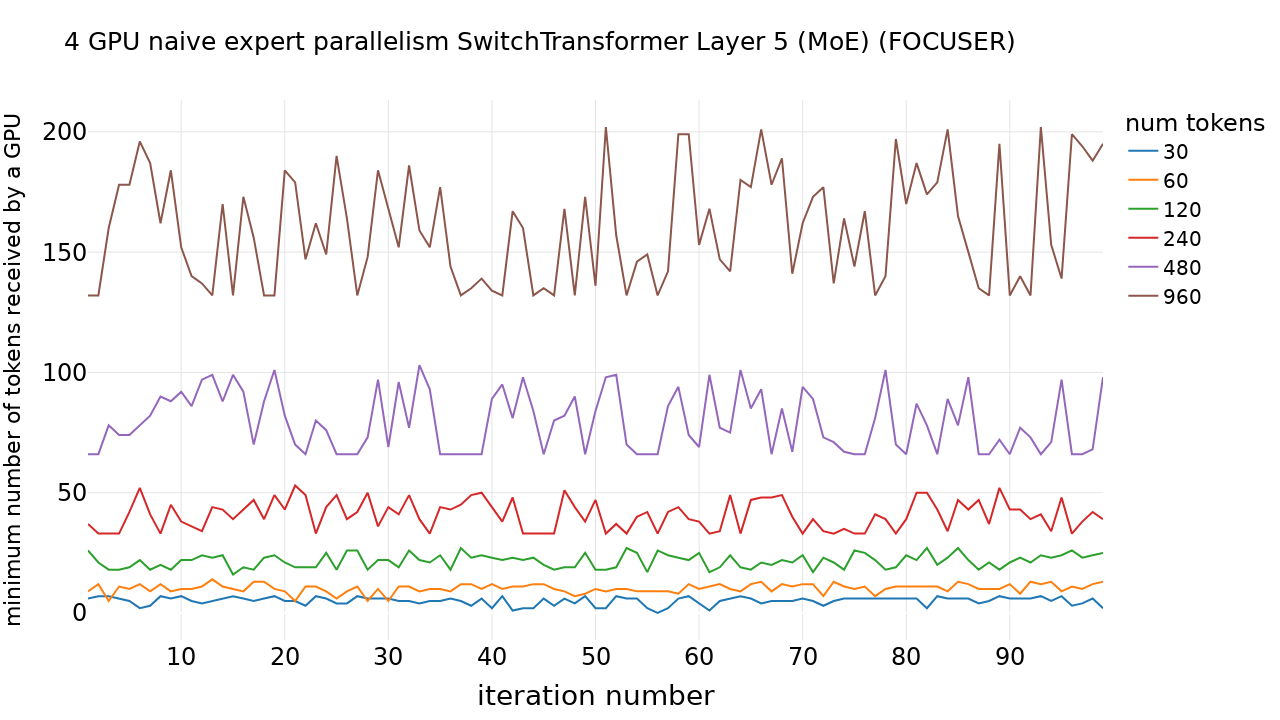 4 GPU naive expert parallelism SwitchTransformer Layer 5 (MoE) (FOCUSER)
minimum number of tokens received by a GPU
200
150
100
50
0
10 20 30 40 50 60 70 80 90
iteration number
num tokens
30
60
120
240
480
960